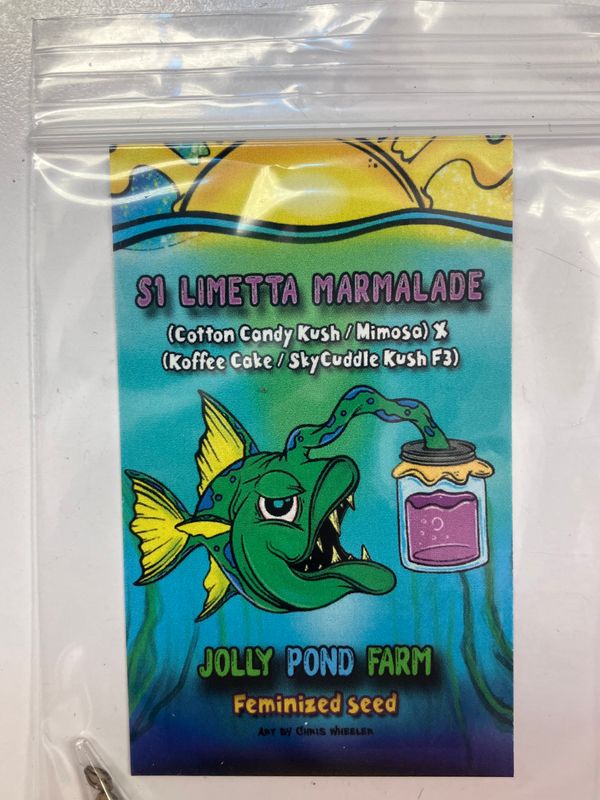 S1 LIMETTA MARMALADE
(Cotton Candy Kush / Mimosa) X
(Koffee Cake / SkyCuddle Kush F3)
JOLLY POND FARM
Feminized seed
ART BY CHRIS WHEELER